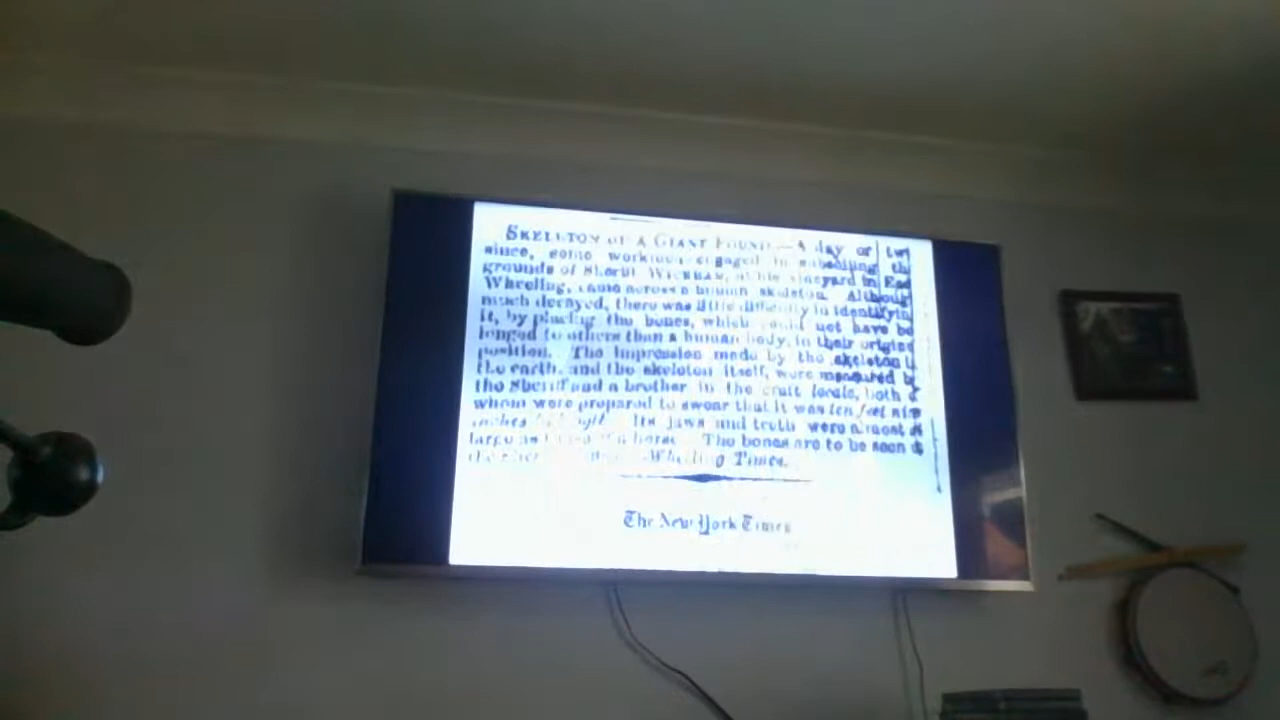 SKELETON OF A GIANT FOUND.—A day or two
since, some workmen engaged in subsoiling the
grounds of Sheriff WICKHAM, at his vineyard in East
Wheeling, came across a human skeleton. Although
much decayed, there was little difficulty in identifying
it, by placing the bones, which could not have be
longed to others than a human body, in their original
position. The impression made by the skeleton in
the earth, and the skeleton itself, were measured by
the Sheriff and a brother in the craft locale, both of
whom were prepared to swear that it was ten feet nine
inches in Its jaws and teeth were almost as
large as horse. The bones are to be seen at
Wheeling Times.
The New York Times